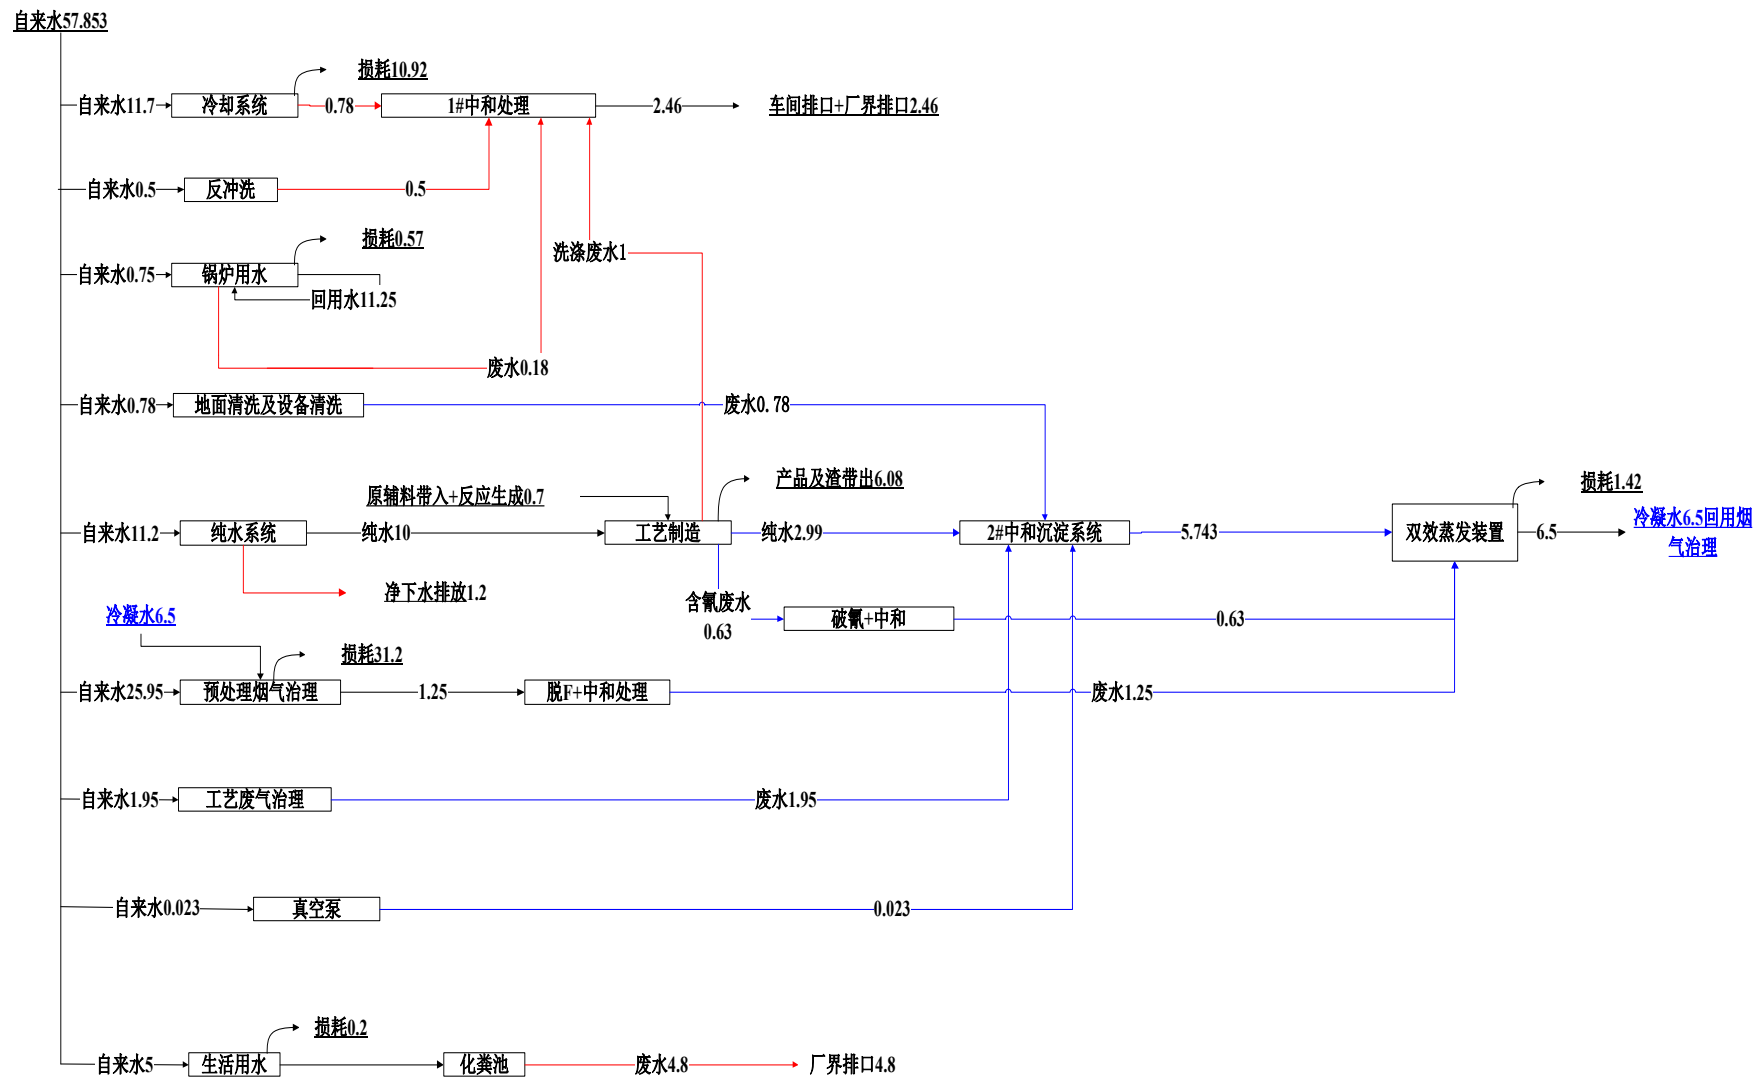 自来水57.853
损耗10.92
自来水11.7
冷却系统
0.78
1#中和处理
2.46
车间排口+厂界排口2.46
自来水0.5
反冲洗
0.5
损耗0.57
洗涤废水1
自来水0.75
锅炉用水
回用水11.25
废水0.18
自来水0.78
地面清洗及设备清洗
废水0.78
原辅料带入+反应生成0.7
产品及渣带出6.08
损耗1.42
自来水11.2
纯水系统
纯水10
工艺制造
纯水2.99
2#中和沉淀系统
5.743
双效蒸发装置
6.5
冷凝水6.5回用烟
气治理
净下水排放1.2
含氰废水
0.63
破氰+中和
0.63
冷凝水6.5
损耗31.2
自来水25.95
预处理烟气治理
1.25
脱F+中和处理
废水1.25
自来水1.95
工艺废气治理
废水1.95
自来水0.023
真空泵
0.023
损耗0.2
自来水5
生活用水
化粪池
废水4.8
厂界排口4.8